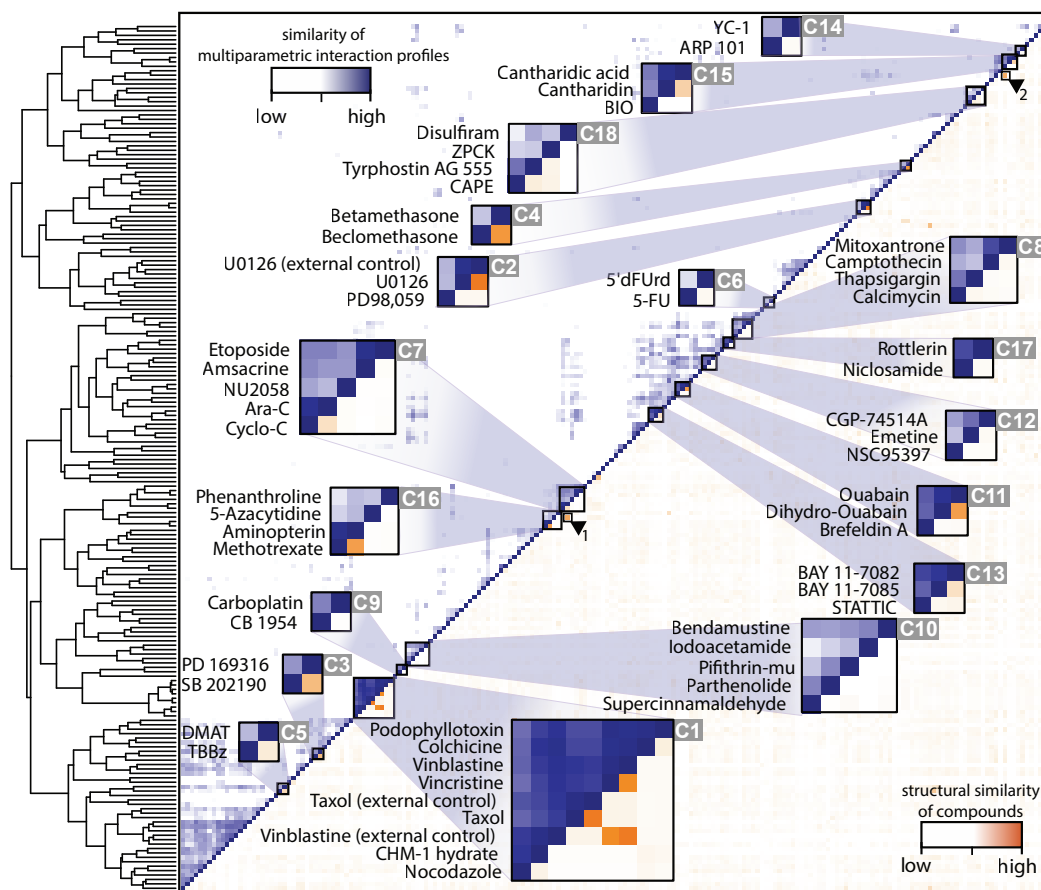 similarity of
multiparametric interaction profiles
low
high
YC-1
ARP 101
C14
Cantharidic acid
Cantharidin
BIO
C15
2
Disulfiram
ZPCK
Tyrphostin AG 555
CAPE
C18
Betamethasone
Beclomethasone
C4
U0126 (external control)
U0126
PD98,059
C2
5'dFUrd
5-FU
C6
Mitoxantrone
Camptothecin
Thapsigargin
Calcimycin
C8
Etoposide
Amsacrine
NU2058
Ara-C
Cyclo-C
C7
Rottlerin
Niclosamide
C17
CGP-74514A
Emetine
NSC95397
C12
Phenanthroline
5-Azacytidine
Aminopterin
Methotrexate
C16
1
Ouabain
Dihydro-Ouabain
Brefeldin A
C11
BAY 11-7082
BAY 11-7085
STATTIC
C13
Carboplatin
CB 1954
C9
Bendamustine
Iodoacetamide
Pifithrin-mu
Parthenolide
Supercinnamaldehyde
C10
PD 169316
SB 202190
C3
DMAT
TBBz
C5
Podophyllotoxin
Colchicine
Vinblastine
Vincristine
Taxol (external control)
Taxol
Vinblastine (external control)
CHM-1 hydrate
Nocodazole
C1
structural similarity
of compounds
low
high